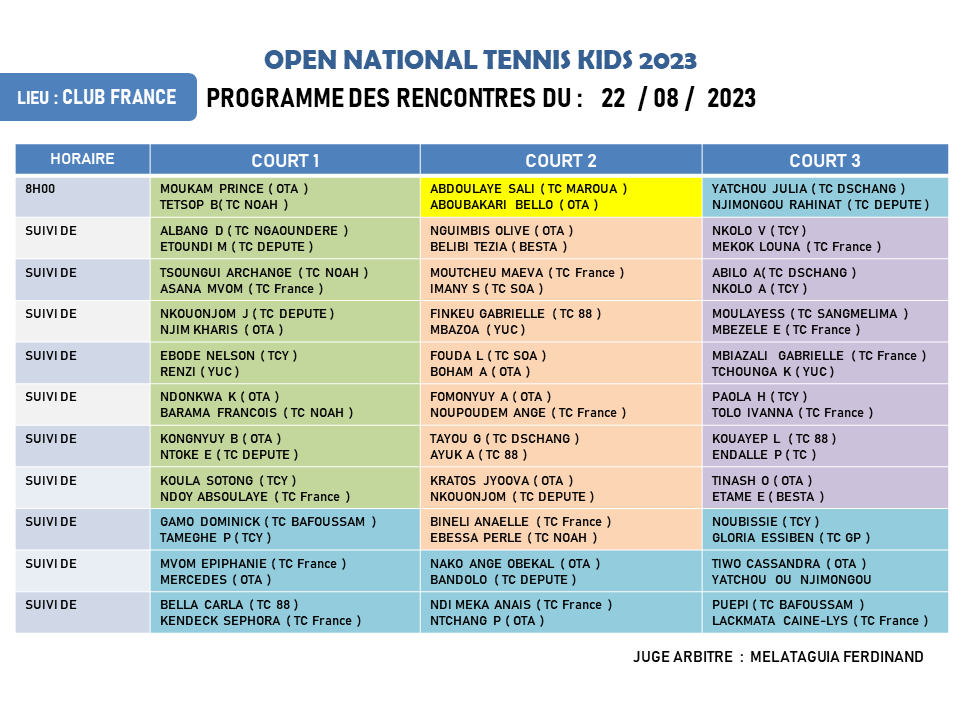 OPEN NATIONAL TENNIS KIDS 2023
LIEU : CLUB FRANCE
PROGRAMME DES RENCONTRES DU : 22 / 08 / 2023
HORAIRE COURT 1 COURT 2 COURT 3
8H00 MOUKAM PRINCE ( OTA ) ABDOULAYE SALI ( TC MAROUA ) YATCHOU JULIA ( TC DSCHANG )
TETSOP B( TC NOAH ) ABOUBAKARI BELLO ( OTA ) NJIMONGOU RAHINAT ( TC DEPUTE )
SUIVI DE ALBANG D ( TC NGAOUNDERE ) NGUIMBIS OLIVE ( OTA ) NKOLO V ( TCY )
ETOUNDI M ( TC DEPUTE ) BELIBI TEZIA ( BESTA ) MEKOK LOUNA ( TC France )
SUIVI DE TSOUNGUI ARCHANGE ( TC NOAH ) MOUTCHEU MAEVA ( TC France ) ABILO A( TC DSCHANG )
ASANA MVOM ( TC France ) IMANY S ( TC SOA ) NKOLO A ( TCY )
SUIVI DE NKOUONJOM J ( TC DEPUTE ) FINKEU GABRIELLE ( TC 88 ) MOULAYESS ( TC SANGMELIMA )
NJIM KHARIS ( OTA ) MBAZOA ( YUC ) MBEZELE E ( TC France )
SUIVI DE EBODE NELSON ( TCY ) FOUDA L ( TC SOA ) MBIAZALI GABRIELLE ( TC France )
RENZI ( YUC ) BOHAM A ( OTA ) TCHOUNGA K ( YUC )
SUIVI DE NDONKWA K ( OTA ) FOMONYUY A ( OTA ) PAOLA H ( TCY )
BARAMA FRANCOIS ( TC NOAH ) NOUPOUDEM ANGE ( TC France ) TOLO IVANNA ( TC France )
SUIVI DE KONGNYUY B ( OTA ) TAYOU G ( TC DSCHANG ) KOUAYEP L ( TC 88 )
NTOKE E ( TC DEPUTE ) AYUK A ( TC 88 ) ENDALLE P ( TC )
SUIVI DE KOULA SOTONG ( TCY ) KRATOS JYOOVA ( OTA ) TINASH O ( OTA )
NDOY ABSOULAYE ( TC France ) NKOUONJOM ( TC DEPUTE ) ETAME E ( BESTA )
SUIVI DE GAMO DOMINICK ( TC BAFOUSSAM ) BINELI ANAELLE ( TC France ) NOUBISSIE ( TCY )
TAMEGHE P ( TCY ) EBESSA PERLE ( TC NOAH ) GLORIA ESSIBEN ( TC GP )
SUIVI DE MVOM EPIPHANIE ( TC France ) NAKO ANGE OBEKAL ( OTA ) TIWO CASSANDRA ( OTA )
MERCEDES ( OTA ) BANDOLO ( TC DEPUTE ) YATCHOU OU NJIMONGOU
SUIVI DE BELLA CARLA ( TC 88 ) NDI MEKA ANAIS ( TC France ) PUEPI ( TC BAFOUSSAM )
KENDECK SEPHORA ( TC France ) NTCHANG P ( OTA ) LACKMATA CAINE-LYS ( TC France )
JUGE ARBITRE : MELATAGUIA FERDINAND